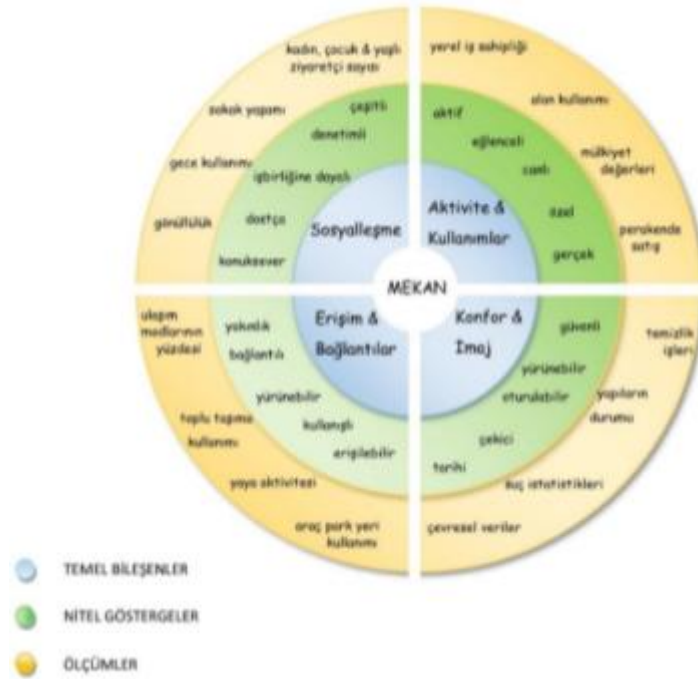 kadın, çocuk & yaşlı
ziyaretçi sayısı
sokak yaşamı
gece kullanımı
gönüllülük
çeşitli
denetimli
işbirliğine dayalı
dostça
konuksever
Sosyalleşme
yerel iş sahipliği
alan kullanımı
mülkiyet
değerleri
perakende
satış
aktif
eğlenceli
canlı
özel
gerçek
Aktivite &
Kullanımlar
MEKAN
ulaşım
modlarının
yüzdesi
toplu taşıma
kullanımı
yaya aktivitesi
araç park yeri
kullanımı
yakınlık
bağlantılı
yürünebilir
kullanışlı
erişilebilir
Erişim &
Bağlantılar
Konfor &
İmaj
güvenli
yürünebilir
oturulabilir
çekici
tarihi
temizlik
işleri
yapıların
durumu
suç istatistikleri
çevresel veriler
TEMEL BİLEŞENLER
NİTEL GÖSTERGELER
ÖLÇÜMLER